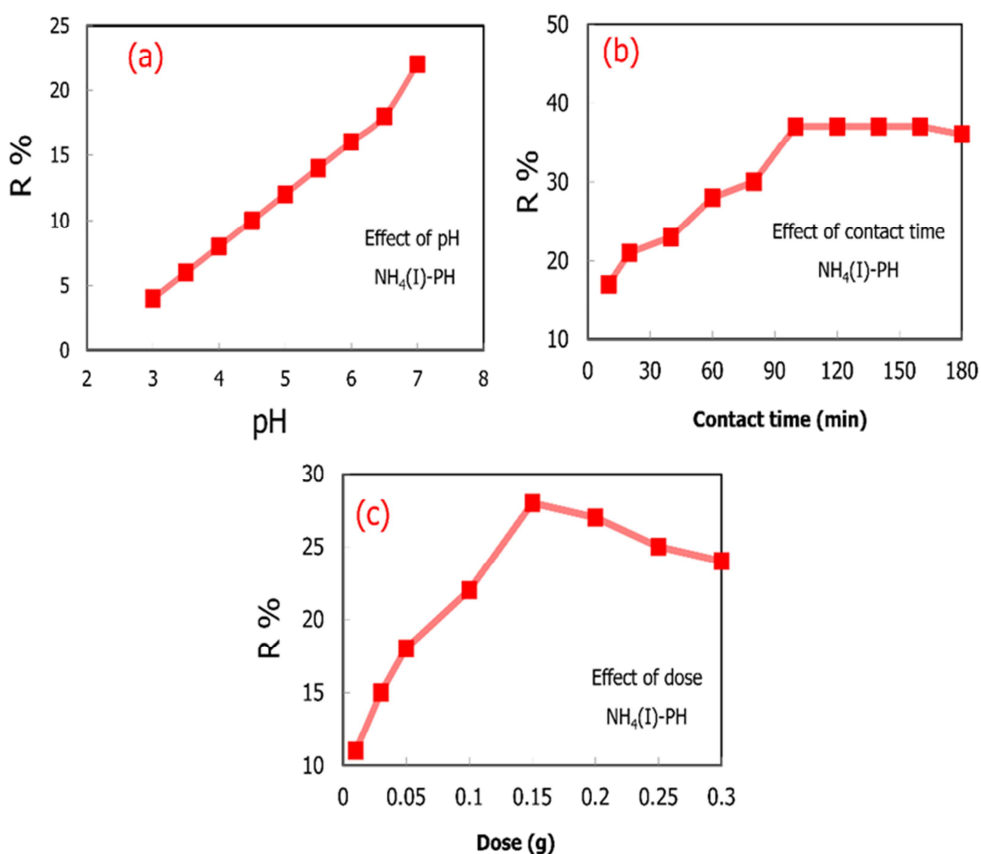 (a)
25
20
15
10
5
0
R %
2 3 4 5 6 7 8
pH
Effect of pH
NH₄(I)-PH
(b)
50
40
30
20
10
R %
0 30 60 90 120 150 180
Contact time (min)
Effect of contact time
NH₄(I)-PH
(c)
30
25
20
15
10
R %
0 0.05 0.1 0.15 0.2 0.25 0.3
Dose (g)
Effect of dose
NH₄(I)-PH